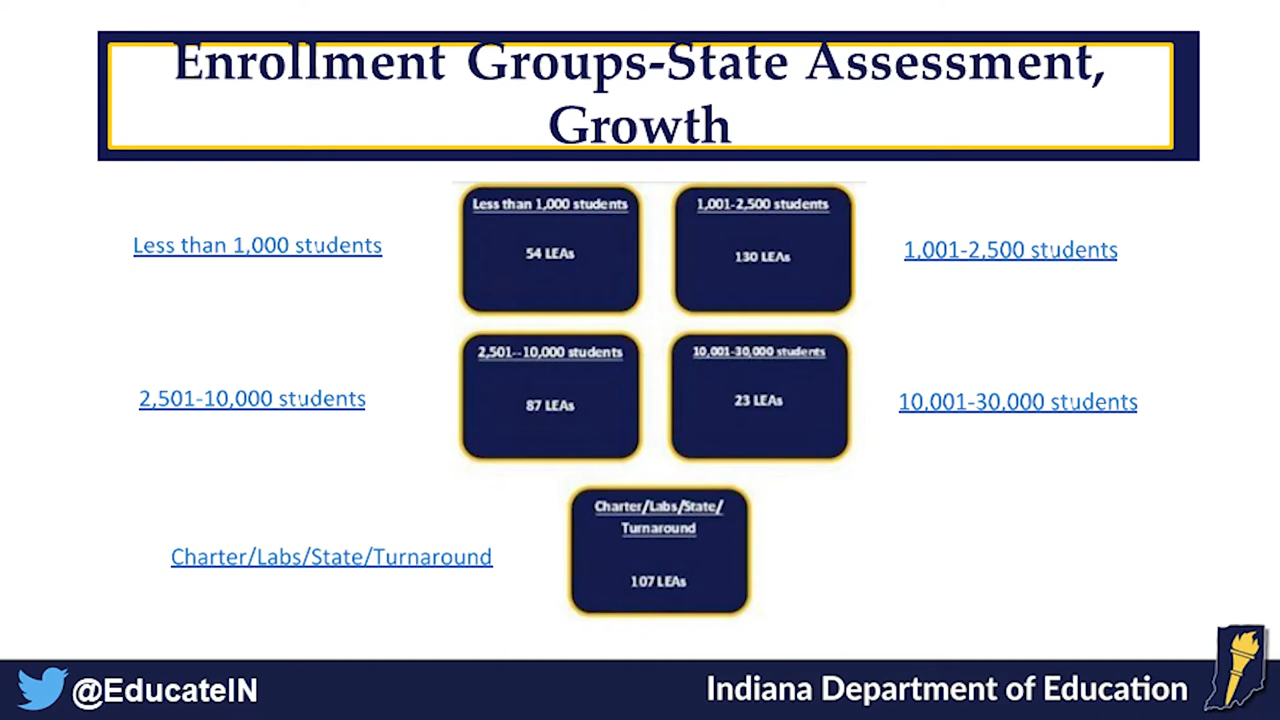 Enrollment Groups-State Assessment,
Growth
Less than 1,000 students
Less than 1,000 students
54 LEAs
1,001-2,500 students
130 LEAs
1,001-2,500 students
2,501-10,000 students
2,501--10,000 students
87 LEAs
10,001-30,000 students
23 LEAs
10,001-30,000 students
Charter/Labs/State/Turnaround
Charter/Labs/State/
Turnaround
107 LEAs
@EducateIN
Indiana Department of Education